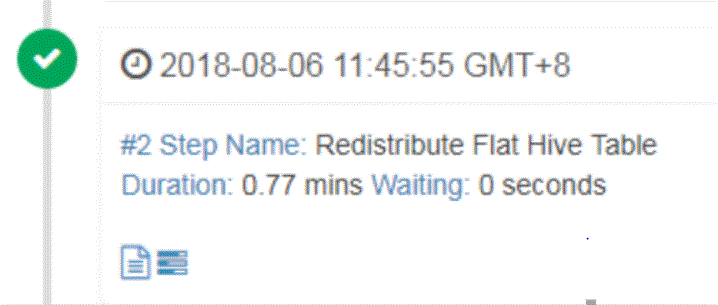 2018-08-06 11:45:55 GMT+8
#2 Step Name: Redistribute Flat Hive Table
Duration: 0.77 mins Waiting: 0 seconds